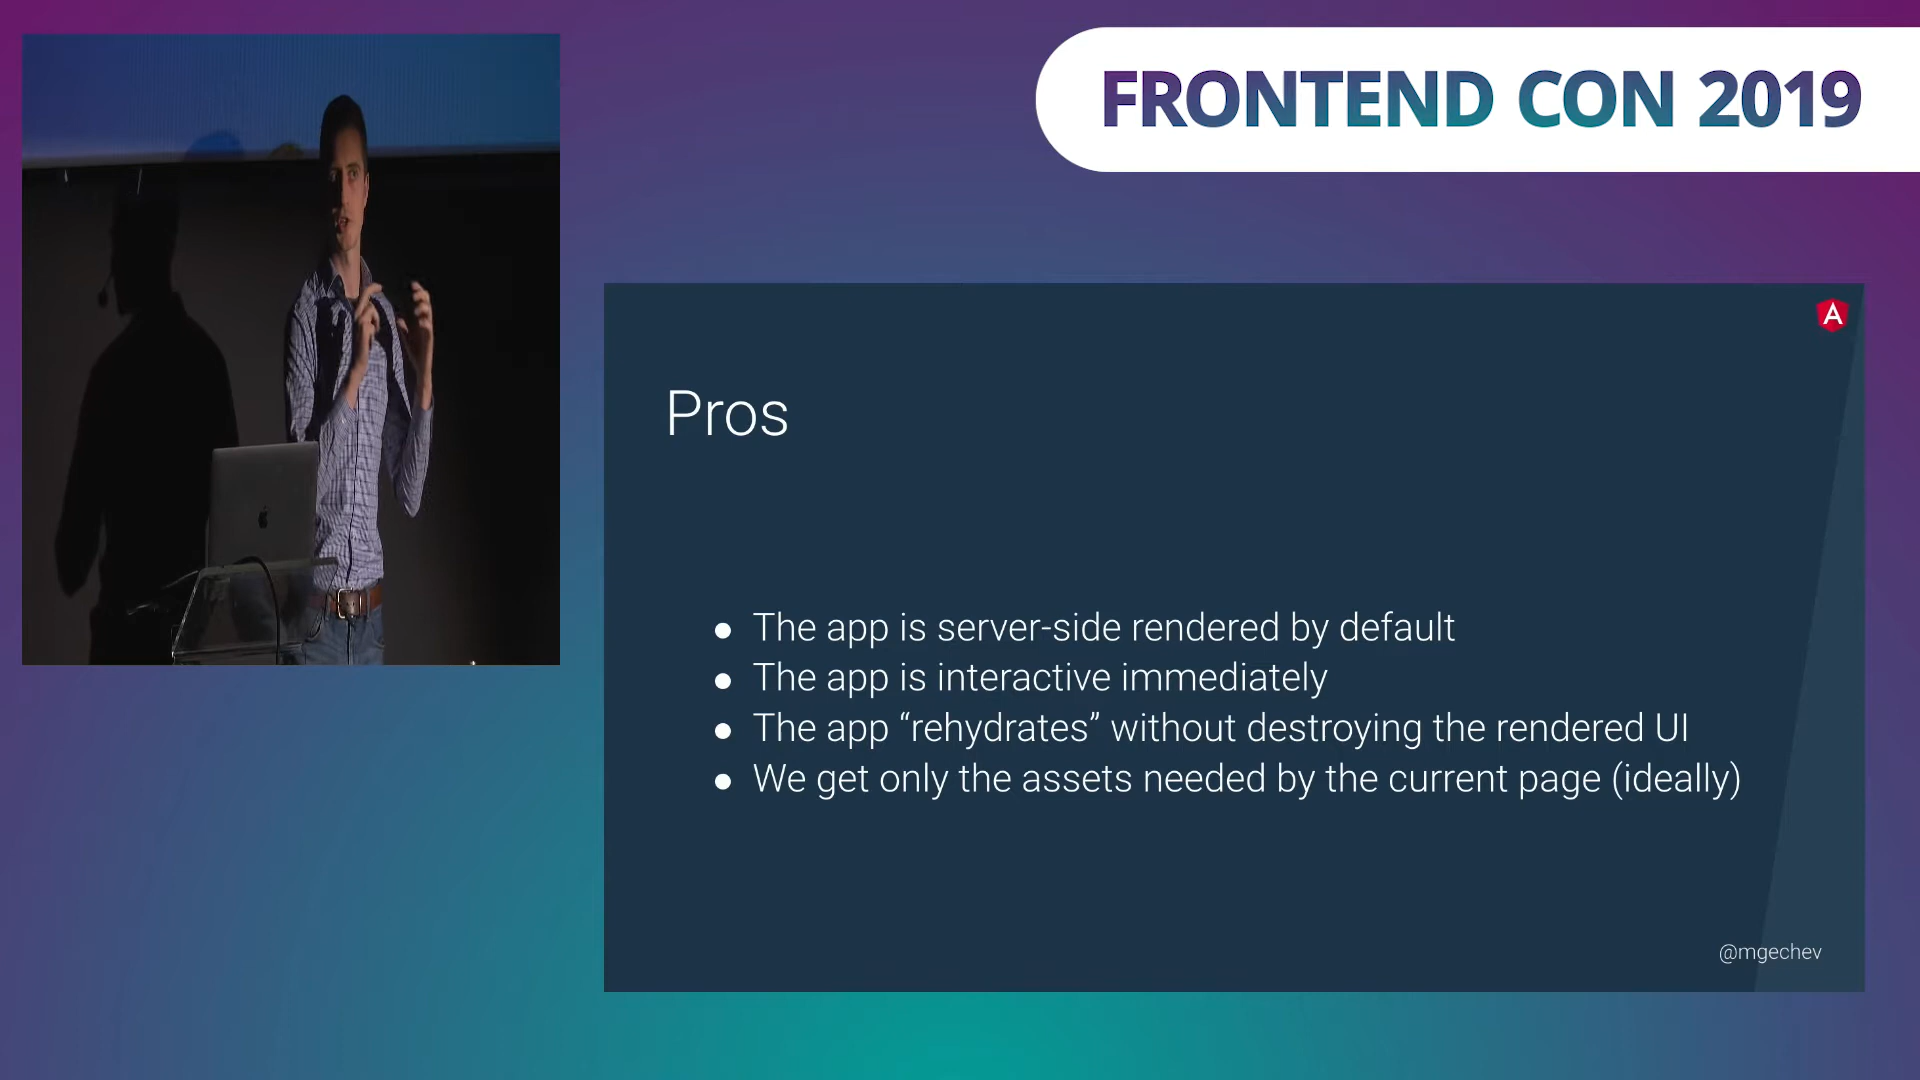 FRONTEND CON 2019
A
Pros
● The app is server-side rendered by default
● The app is interactive immediately
● The app “rehydrates” without destroying the rendered UI
● We get only the assets needed by the current page (ideally)
@mgechev